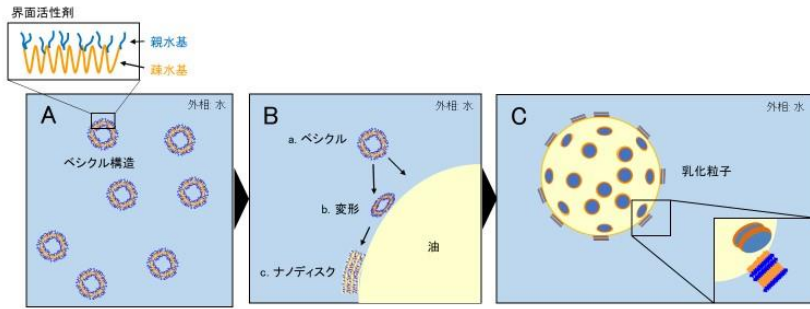 界面活性剤
親水基
疎水基
A
外相: 水
ベシクル構造
B
外相: 水
a. ベシクル
b. 変形
c. ナノディスク
油
C
外相: 水
乳化粒子